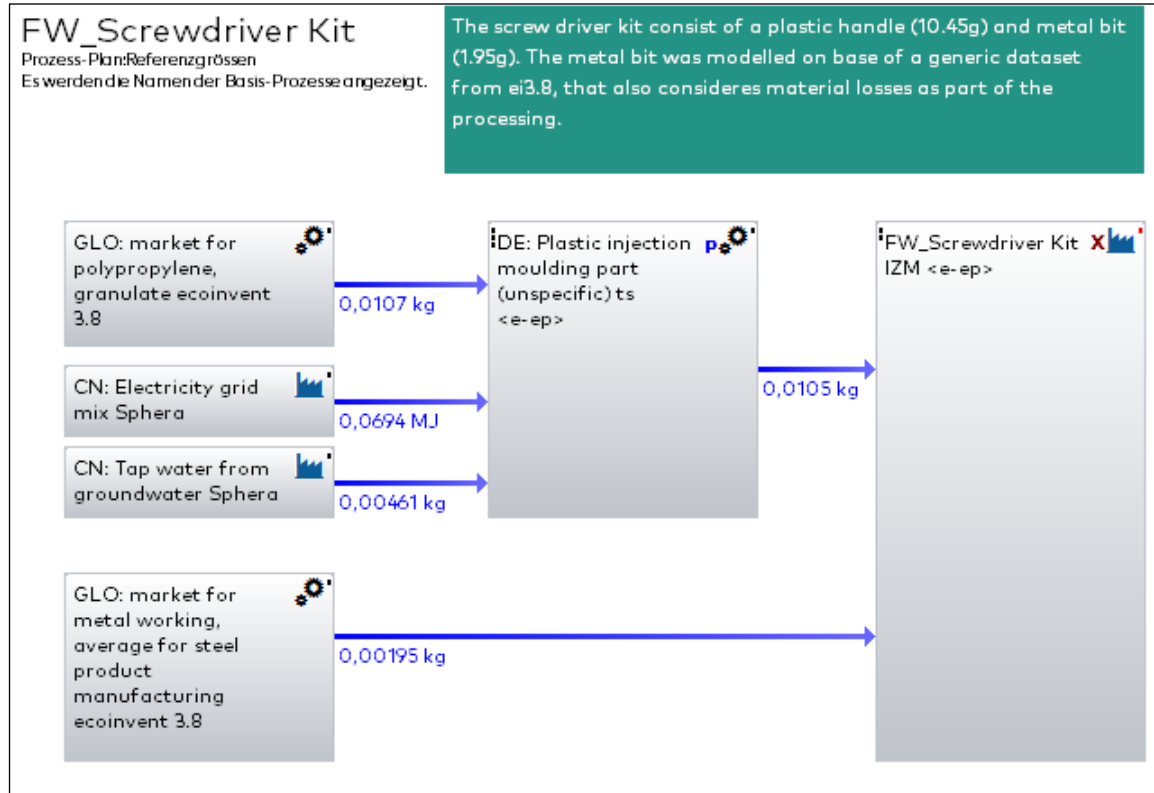 FW_Screwdriver Kit
Prozess-Plan:Referenzgrössen
Es werden die Namen der Basis-Prozesse angezeigt.
The screw driver kit consist of a plastic handle (10.45g) and metal bit
(1.95g). The metal bit was modelled on base of a generic dataset
from ei3.8, that also consideres material losses as part of the
processing.
GLO: market for
polypropylene,
granulate ecoinvent
3.8
0,0107 kg
DE: Plastic injection p
moulding part
(unspecific) ts
<e-ep>
FW_Screwdriver Kit X
IZM <e-ep>
CN: Electricity grid
mix Sphera
0,0694 MJ
0,0105 kg
CN: Tap water from
groundwater Sphera
0,00461 kg
GLO: market for
metal working,
average for steel
product
manufacturing
ecoinvent 3.8
0,00195 kg